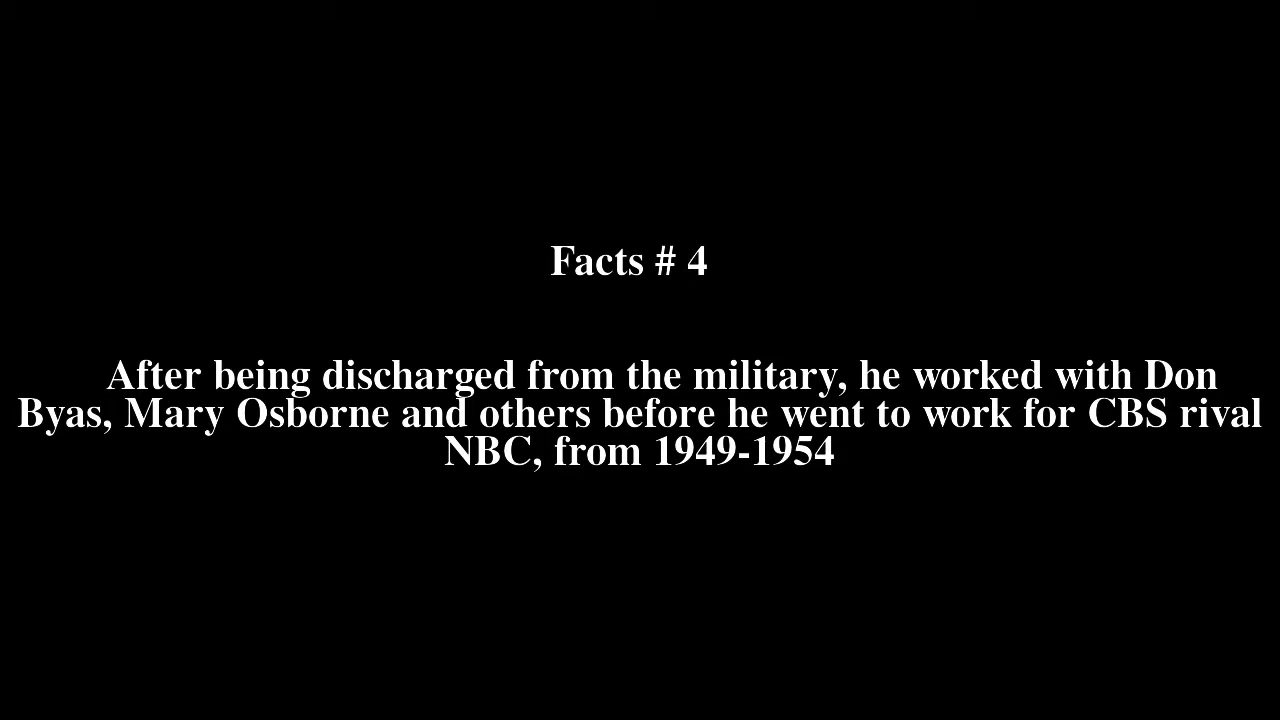 Facts # 4
After being discharged from the military, he worked with Don
Byas, Mary Osborne and others before he went to work for CBS rival
NBC, from 1949-1954